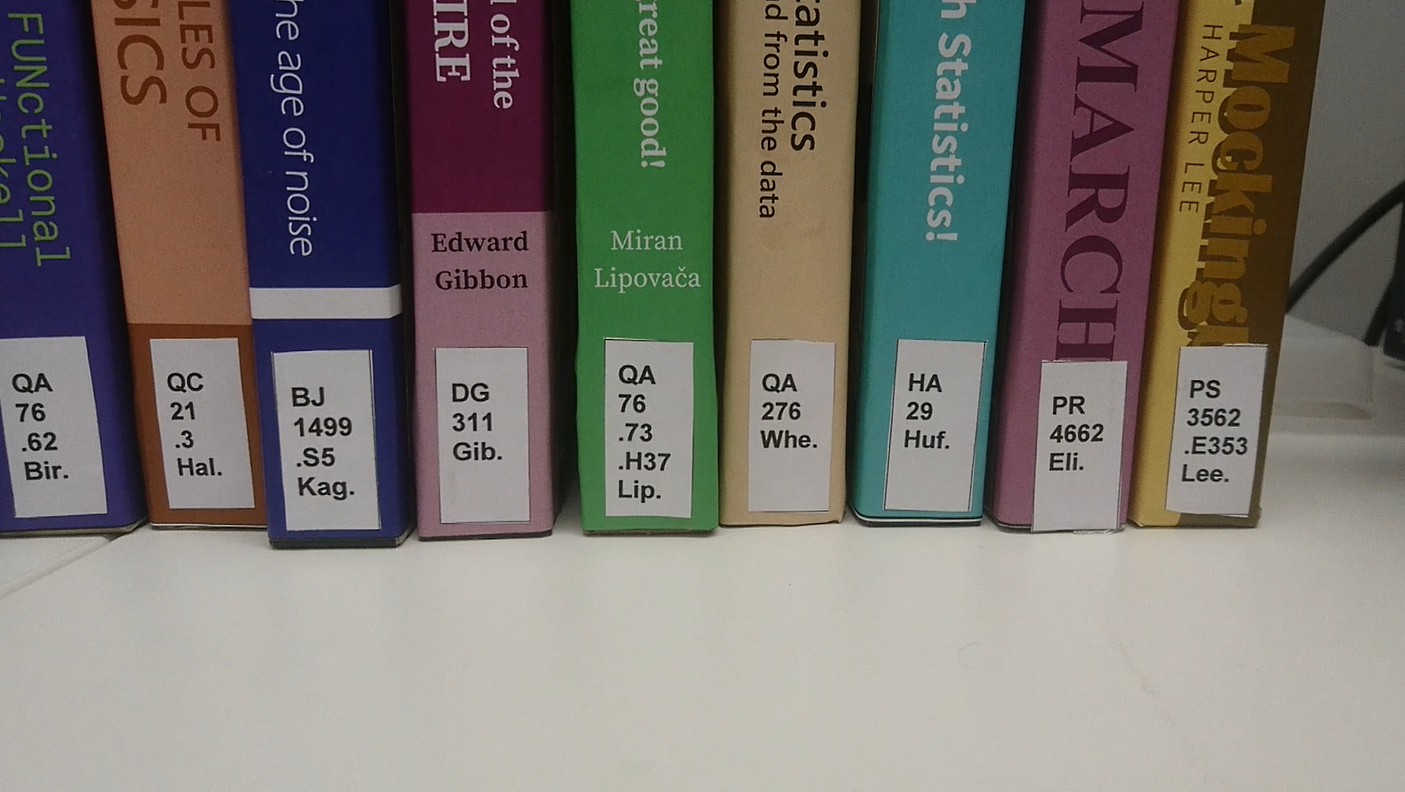 FUNctional
LES OF
SICS
he age of noise
l of the
IRE
Edward
Gibbon
reat good!
Miran
Lipovača
atistics
d from the data
h Statistics!
MARCH
Mocking
HARPER LEE
QA
76
.62
Bir.
QC
21
.3
Hal.
BJ
1499
.S5
Kag.
DG
311
Gib.
QA
76
.73
.H37
Lip.
QA
276
Whe.
HA
29
Huf.
PR
4662
Eli.
PS
3562
.E353
Lee.